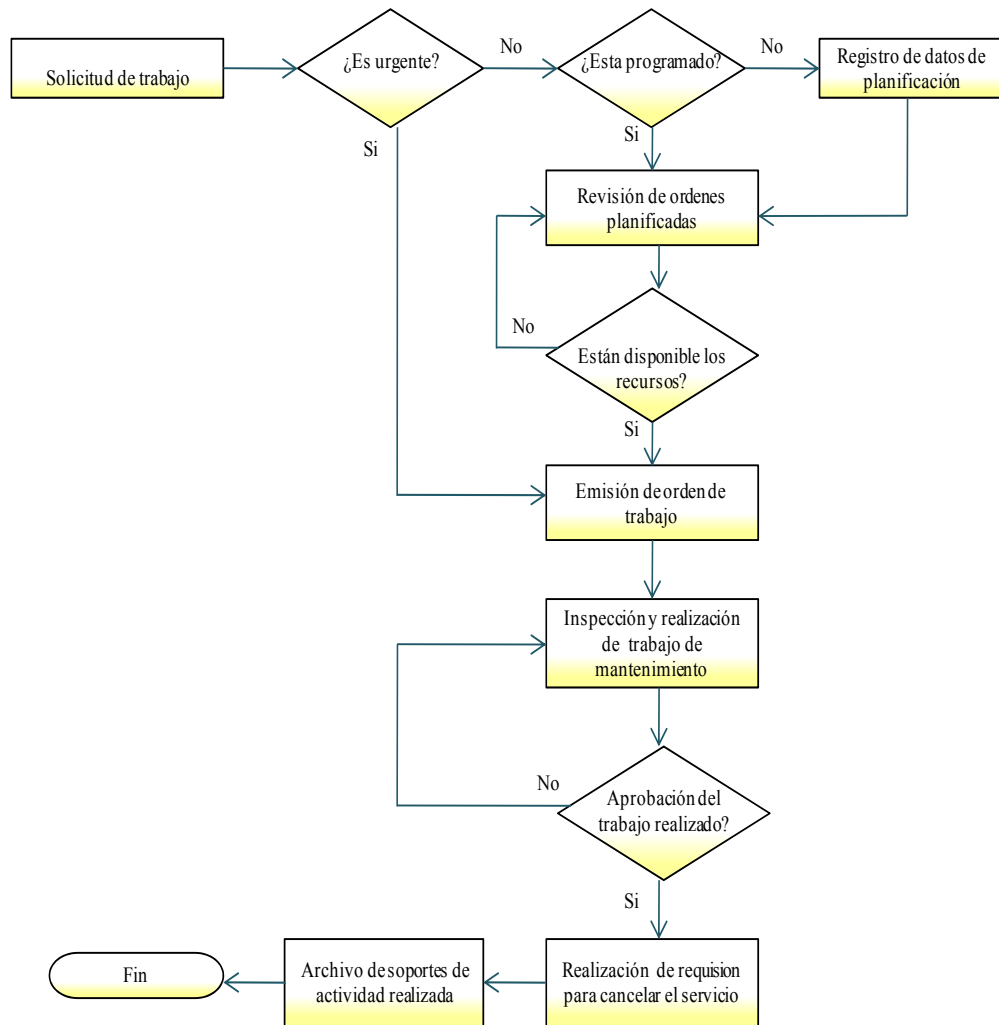 Solicitud de trabajo
¿Es urgente?
No
¿Esta programado?
No
Registro de datos de
planificación
Si
Si
Revisión de ordenes
planificadas
No
Están disponible los
recursos?
Si
Emisión de orden de
trabajo
Inspección y realización
de trabajo de
mantenimiento
No
Aprobación del
trabajo realizado?
Si
Fin
Archivo de soportes de
actividad realizada
Realización de requision
para cancelar el servicio